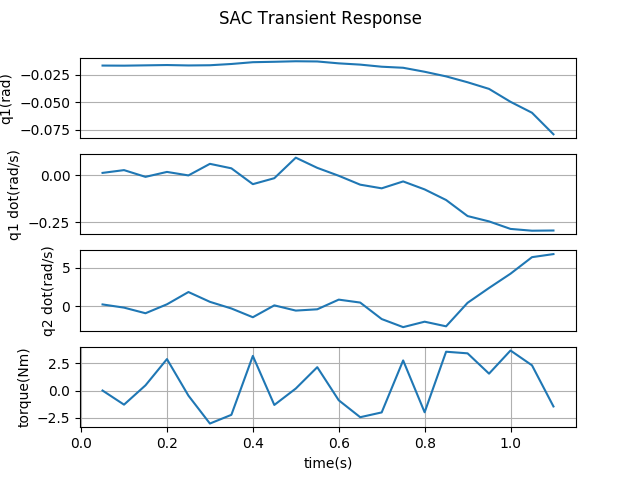 SAC Transient Response
q1(rad)
−0.025
−0.050
−0.075
q1 dot(rad/s)
0.00
−0.25
q2 dot(rad/s)
5
0
torque(Nm)
2.5
0.0
−2.5
0.0 0.2 0.4 0.6 0.8 1.0
time(s)